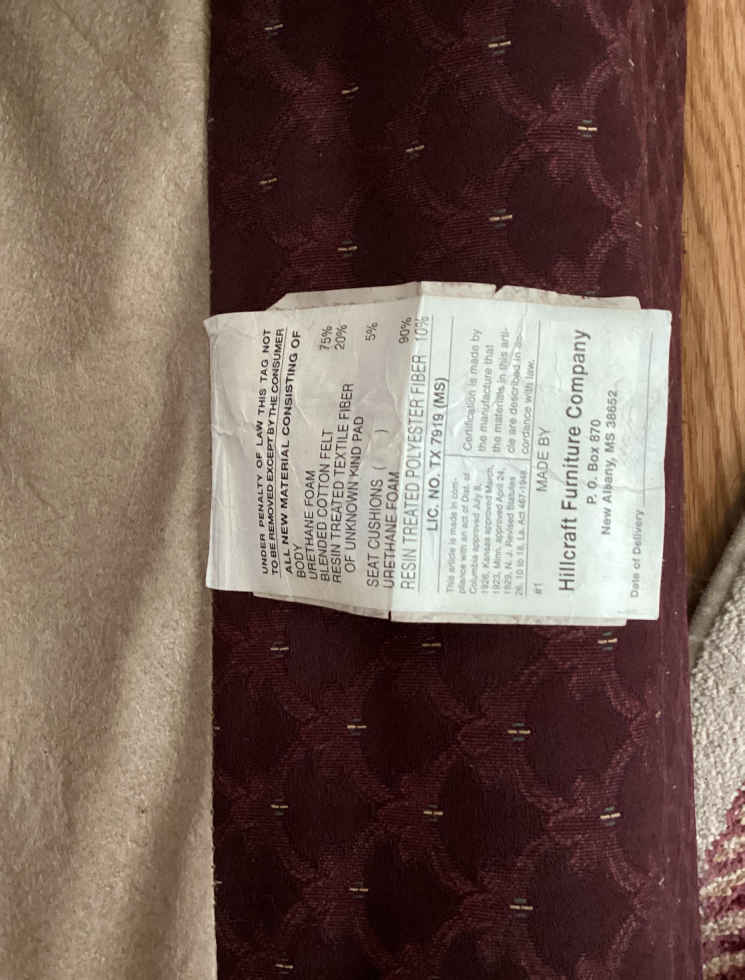 UNDER PENALTY OF LAW THIS TAG NOT
TO BE REMOVED EXCEPT BY THE CONSUMER
ALL NEW MATERIAL CONSISTING OF
BODY
URETHANE FOAM 75%
BLENDED COTTON FELT 20%
RESIN TREATED TEXTILE FIBER
OF UNKNOWN KIND PAD 5%
SEAT CUSHIONS ( )
URETHANE FOAM 90%
RESIN TREATED POLYESTER FIBER 10%
LIC. NO. TX 7919 (MS)
This article is made in com-
pliance with an act of Dist. of
Columbia approved July 8,
1926, Kansas approved March,
1923, Minn. approved April 24,
1929, N. J. Revised Statutes
26. 10 to 18, La. Act 467-1948.
Certification is made by
the manufacture that
the materials in this arti-
cle are described in ac-
cordance with law.
#1 MADE BY
Hillcraft Furniture Company
P. O. Box 870
New Albany, MS 38652
Date of Delivery